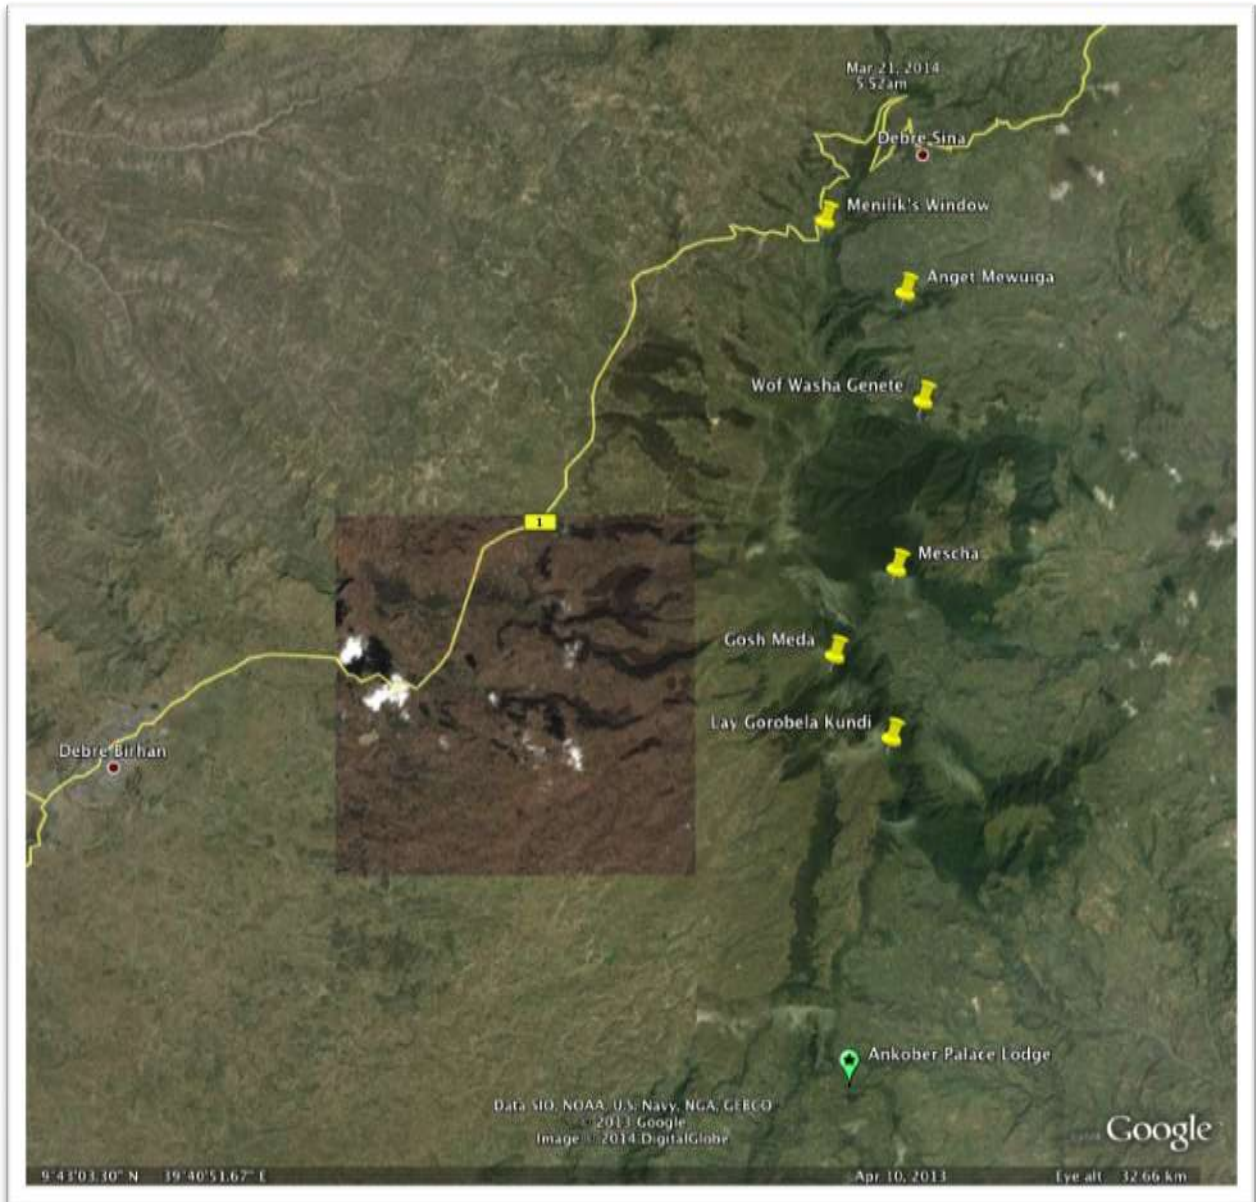 Mar 21, 2014
5:52am
Debre Sina
Menilik's Window
Anget Mewuiga
Wof Washa Genete
1
Mescha
Gosh Meda
Lay Gorobela Kundi
Debre Birhan
Ankober Palace Lodge
Data SIO, NOAA, U.S. Navy, NGA, GEBCO
© 2013 Google
Image © 2014 DigitalGlobe
Google
9°43'03.30" N 39°40'51.67" E
Apr 10, 2013
Eye alt 32.66 km